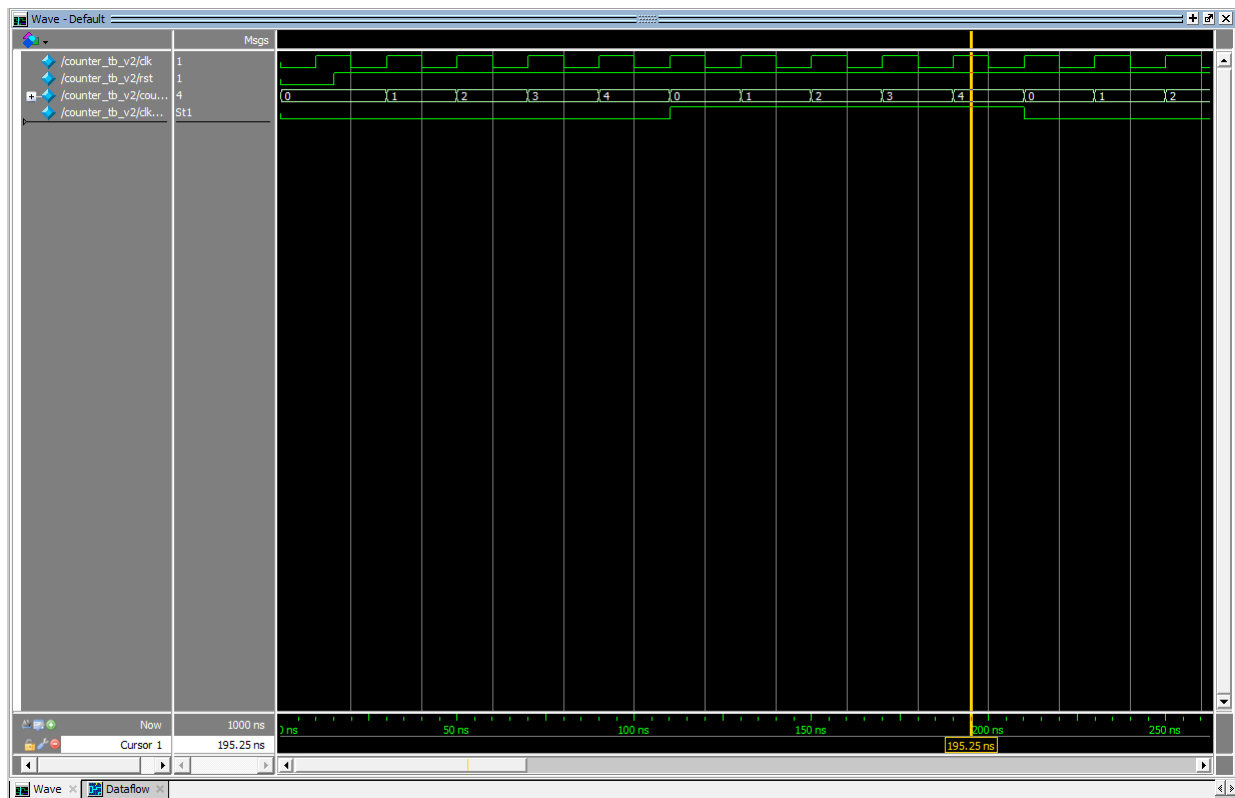 Wave - Default
Msgs
/counter_tb_v2/clk 1
/counter_tb_v2/rst 1
/counter_tb_v2/cou... 4 0 1 2 3 4 0 1 2 3 4 0 1 2
/counter_tb_v2/clk... St1
Now 1000 ns
Cursor 1 195.25 ns
0 ns 50 ns 100 ns 150 ns 200 ns 250 ns
195.25 ns
Wave Dataflow